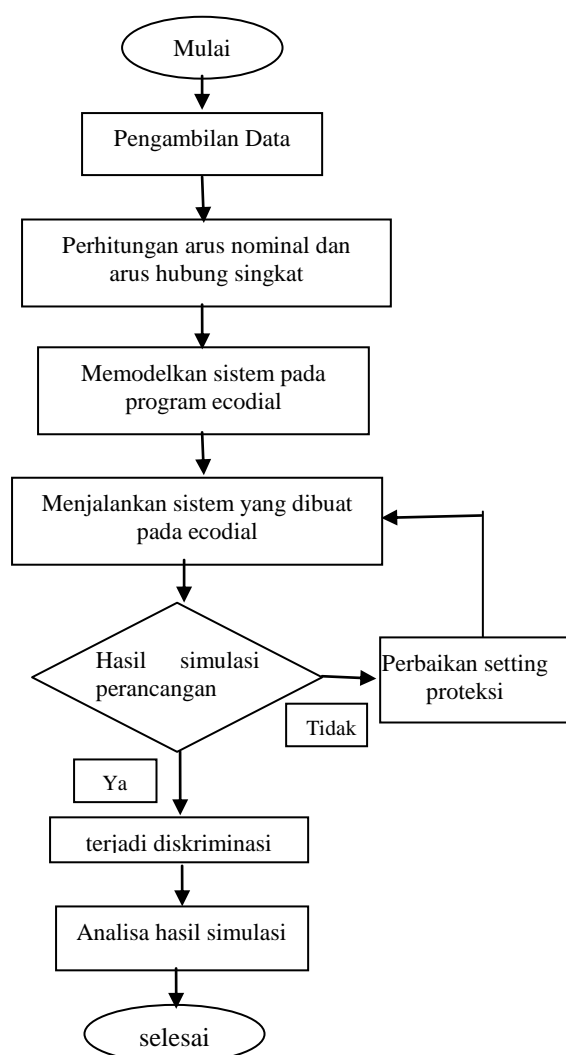 Mulai
Pengambilan Data
Perhitungan arus nominal dan
arus hubung singkat
Memodelkan sistem pada
program ecodial
Menjalankan sistem yang dibuat
pada ecodial
Hasil simulasi
perancangan
Perbaikan setting
proteksi
Tidak
Ya
terjadi diskriminasi
Analisa hasil simulasi
selesai